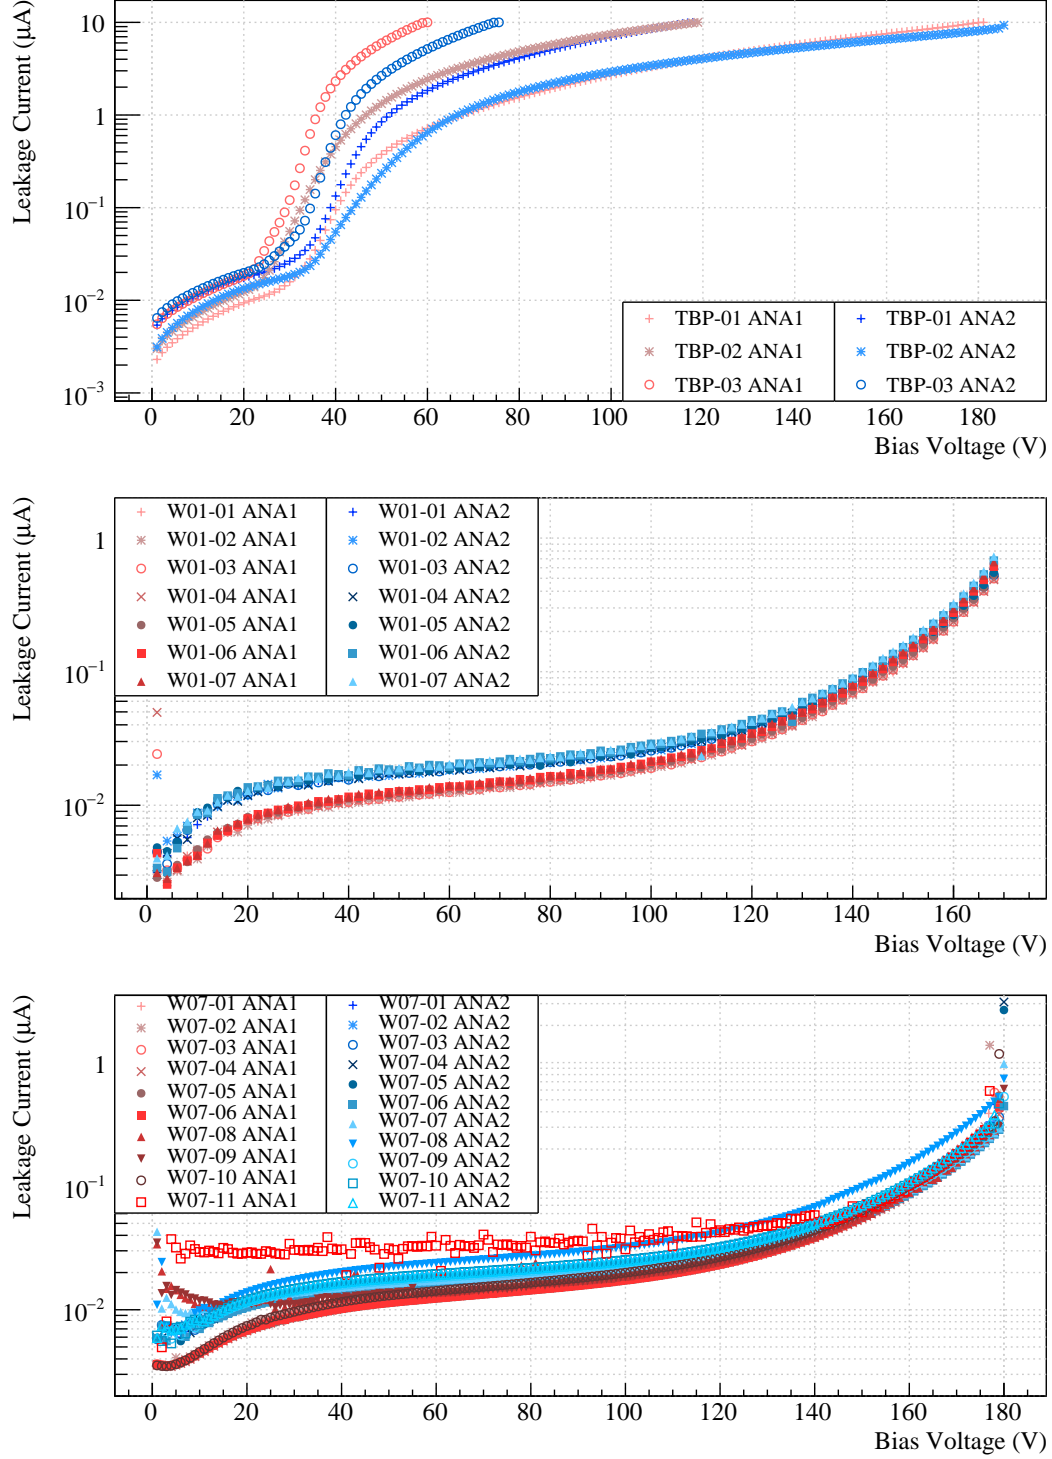 Leakage Current (μA)
10
1
10⁻¹
10⁻²
10⁻³
TBP-01 ANA1 TBP-01 ANA2
TBP-02 ANA1 TBP-02 ANA2
TBP-03 ANA1 TBP-03 ANA2
0 20 40 60 80 100 120 140 160 180
Bias Voltage (V)
Leakage Current (μA)
1
10⁻¹
10⁻²
W01-01 ANA1 W01-01 ANA2
W01-02 ANA1 W01-02 ANA2
W01-03 ANA1 W01-03 ANA2
W01-04 ANA1 W01-04 ANA2
W01-05 ANA1 W01-05 ANA2
W01-06 ANA1 W01-06 ANA2
W01-07 ANA1 W01-07 ANA2
0 20 40 60 80 100 120 140 160
Bias Voltage (V)
Leakage Current (μA)
1
10⁻¹
10⁻²
W07-01 ANA1 W07-01 ANA2
W07-02 ANA1 W07-02 ANA2
W07-03 ANA1 W07-03 ANA2
W07-04 ANA1 W07-04 ANA2
W07-05 ANA1 W07-05 ANA2
W07-06 ANA1 W07-06 ANA2
W07-08 ANA1 W07-07 ANA2
W07-09 ANA1 W07-08 ANA2
W07-10 ANA1 W07-09 ANA2
W07-11 ANA1 W07-10 ANA2
W07-11 ANA2
0 20 40 60 80 100 120 140 160 180
Bias Voltage (V)